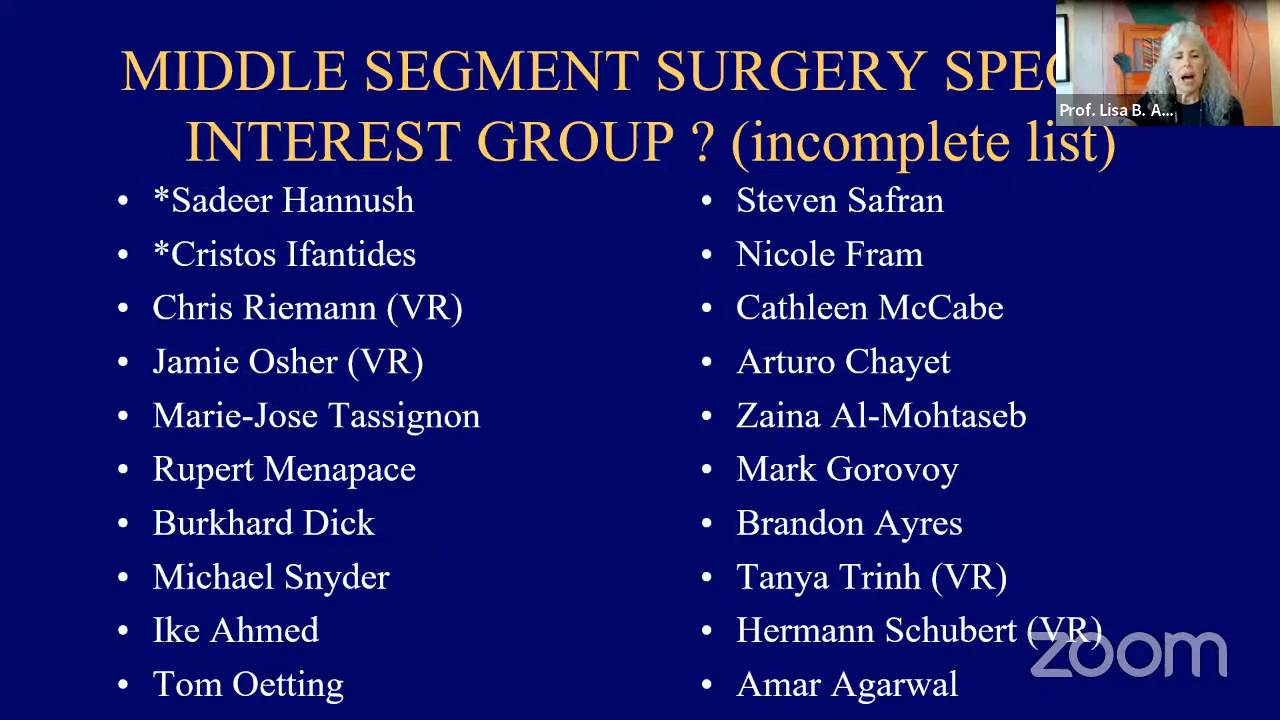 MIDDLE SEGMENT SURGERY
INTEREST GROUP ? (incomplete list)
Prof. Lisa B. A...
• *Sadeer Hannush
• *Cristos Ifantides
• Chris Riemann (VR)
• Jamie Osher (VR)
• Marie-Jose Tassignon
• Rupert Menapace
• Burkhard Dick
• Michael Snyder
• Ike Ahmed
• Tom Oetting
• Steven Safran
• Nicole Fram
• Cathleen McCabe
• Arturo Chayet
• Zaina Al-Mohtaseb
• Mark Gorovoy
• Brandon Ayres
• Tanya Trinh (VR)
• Hermann Schubert (VR)
• Amar Agarwal
zoom